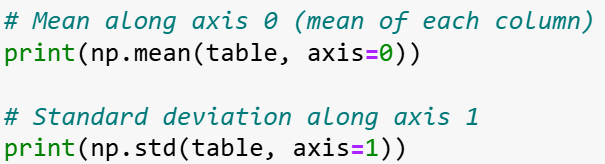 # Mean along axis 0 (mean of each column)
print(np.mean(table, axis=0))
# Standard deviation along axis 1
print(np.std(table, axis=1))